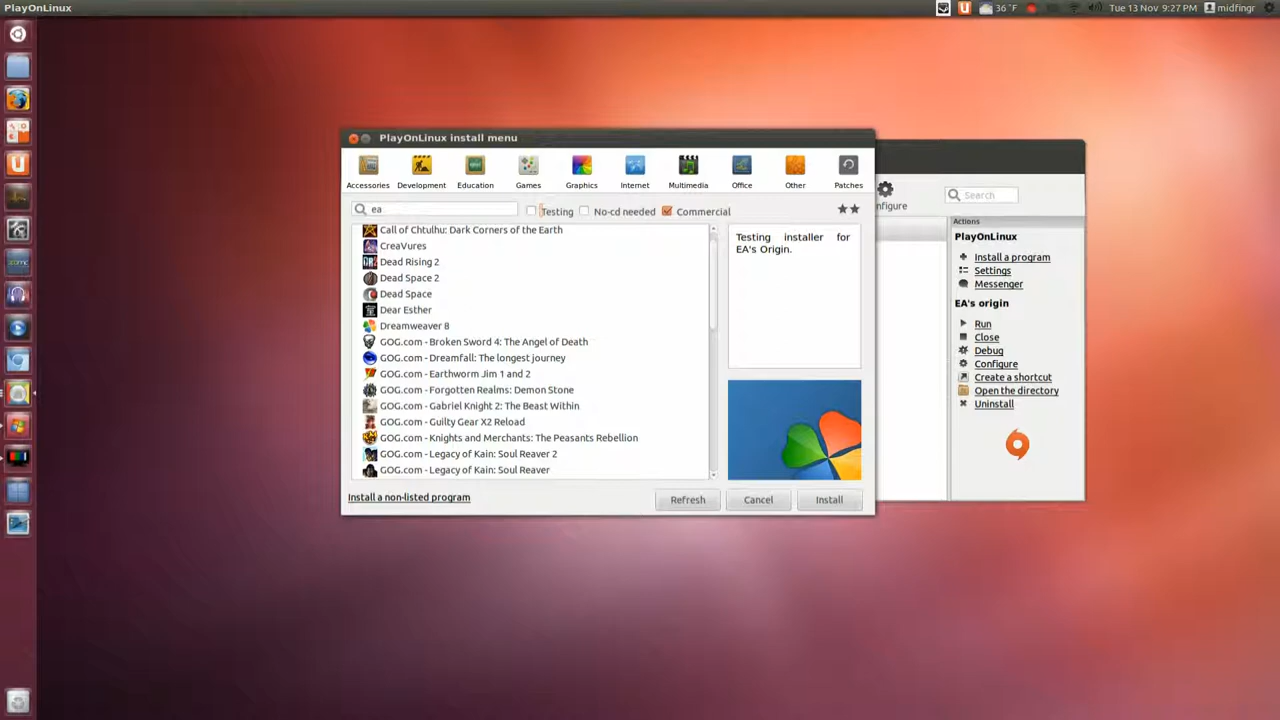 PlayOnLinux
36 °F
Tue 13 Nov 9:27 PM
midfingr
PlayOnLinux install menu
Accessories
Development
Education
Games
Graphics
Internet
Multimedia
Office
Other
Patches
ea
Testing
No-cd needed
Commercial
Call of Chtulhu: Dark Corners of the Earth
CreaVures
Dead Rising 2
Dead Space 2
Dead Space
Dear Esther
Dreamweaver 8
GOG.com - Broken Sword 4: The Angel of Death
GOG.com - Dreamfall: The longest journey
GOG.com - Earthworm Jim 1 and 2
GOG.com - Forgotten Realms: Demon Stone
GOG.com - Gabriel Knight 2: The Beast Within
GOG.com - Guilty Gear X2 Reload
GOG.com - Knights and Merchants: The Peasants Rebellion
GOG.com - Legacy of Kain: Soul Reaver 2
GOG.com - Legacy of Kain: Soul Reaver
Testing installer for
EA's Origin.
Install a non-listed program
Refresh
Cancel
Install
nfigure
Search
Actions
PlayOnLinux
Install a program
Settings
Messenger
EA's origin
Run
Close
Debug
Configure
Create a shortcut
Open the directory
Uninstall